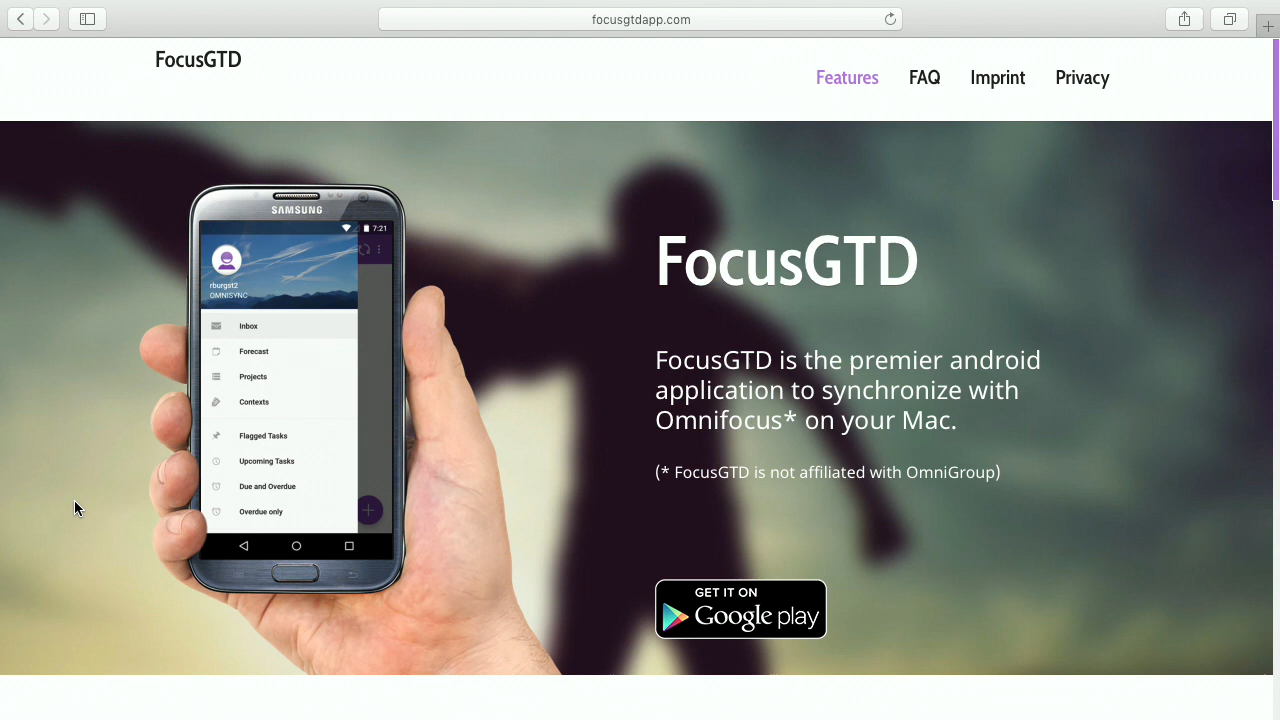 focusgtdapp.com
FocusGTD
Features FAQ Imprint Privacy
SAMSUNG
7:21
rburgst2
OMNISYNC
Inbox
Forecast
Projects
Contexts
Flagged Tasks
Upcoming Tasks
Due and Overdue
Overdue only
FocusGTD
FocusGTD is the premier android
application to synchronize with
Omnifocus* on your Mac.
(* FocusGTD is not affiliated with OmniGroup)
GET IT ON
Google play